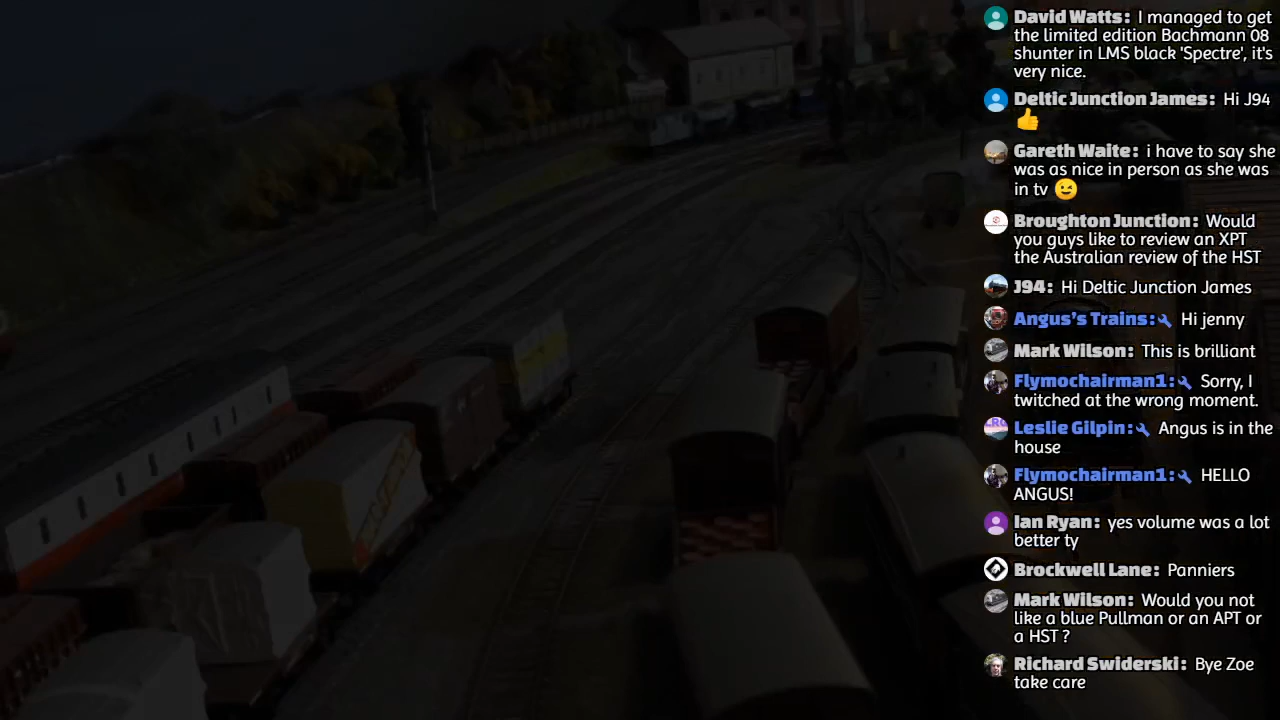 David Watts: I managed to get
the limited edition Bachmann 08
shunter in LMS black 'Spectre', it's
very nice.
Deltic Junction James: Hi J94
👍
Gareth Waite: i have to say she
was as nice in person as she was
in tv 😉
Broughton Junction: Would
you guys like to review an XPT
the Australian review of the HST
J94: Hi Deltic Junction James
Angus's Trains: Hi jenny
Mark Wilson: This is brilliant
Flymochairman1: Sorry, I
twitched at the wrong moment.
Leslie Gilpin: Angus is in the
house
Flymochairman1: HELLO
ANGUS!
Ian Ryan: yes volume was a lot
better ty
Brockwell Lane: Panniers
Mark Wilson: Would you not
like a blue Pullman or an APT or
a HST ?
Richard Swiderski: Bye Zoe
take care